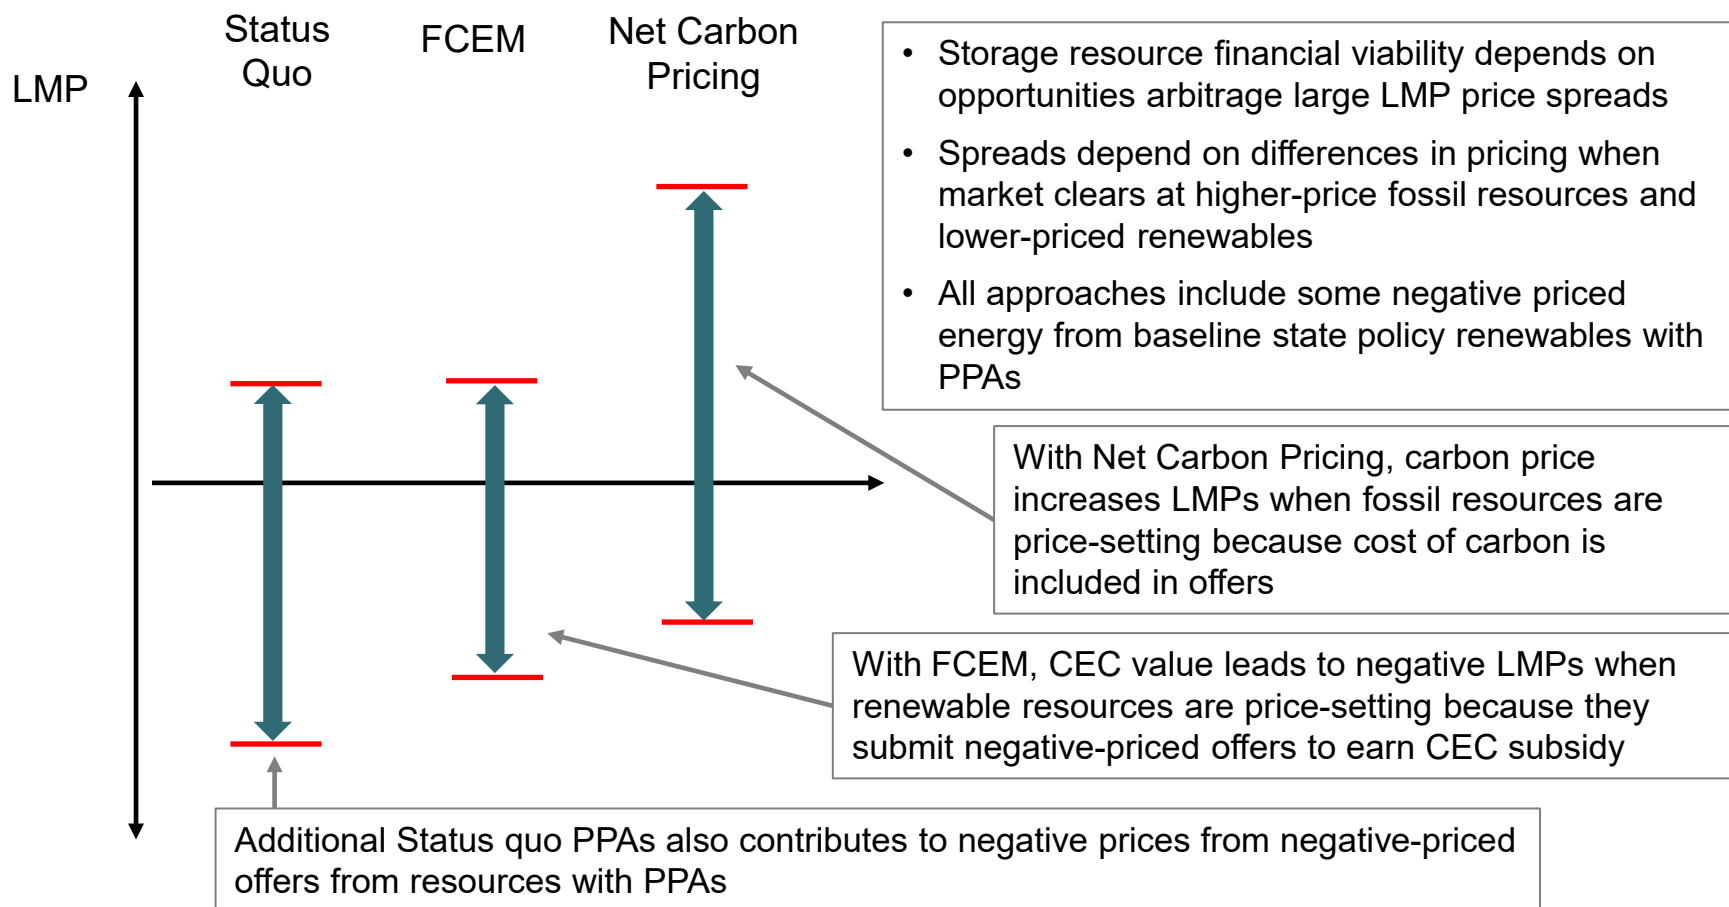 Status
Quo
FCEM
Net Carbon
Pricing
LMP
• Storage resource financial viability depends on
opportunities arbitrage large LMP price spreads
• Spreads depend on differences in pricing when
market clears at higher-price fossil resources and
lower-priced renewables
• All approaches include some negative priced
energy from baseline state policy renewables with
PPAs
With Net Carbon Pricing, carbon price
increases LMPs when fossil resources are
price-setting because cost of carbon is
included in offers
With FCEM, CEC value leads to negative LMPs when
renewable resources are price-setting because they
submit negative-priced offers to earn CEC subsidy
Additional Status quo PPAs also contributes to negative prices from negative-priced
offers from resources with PPAs